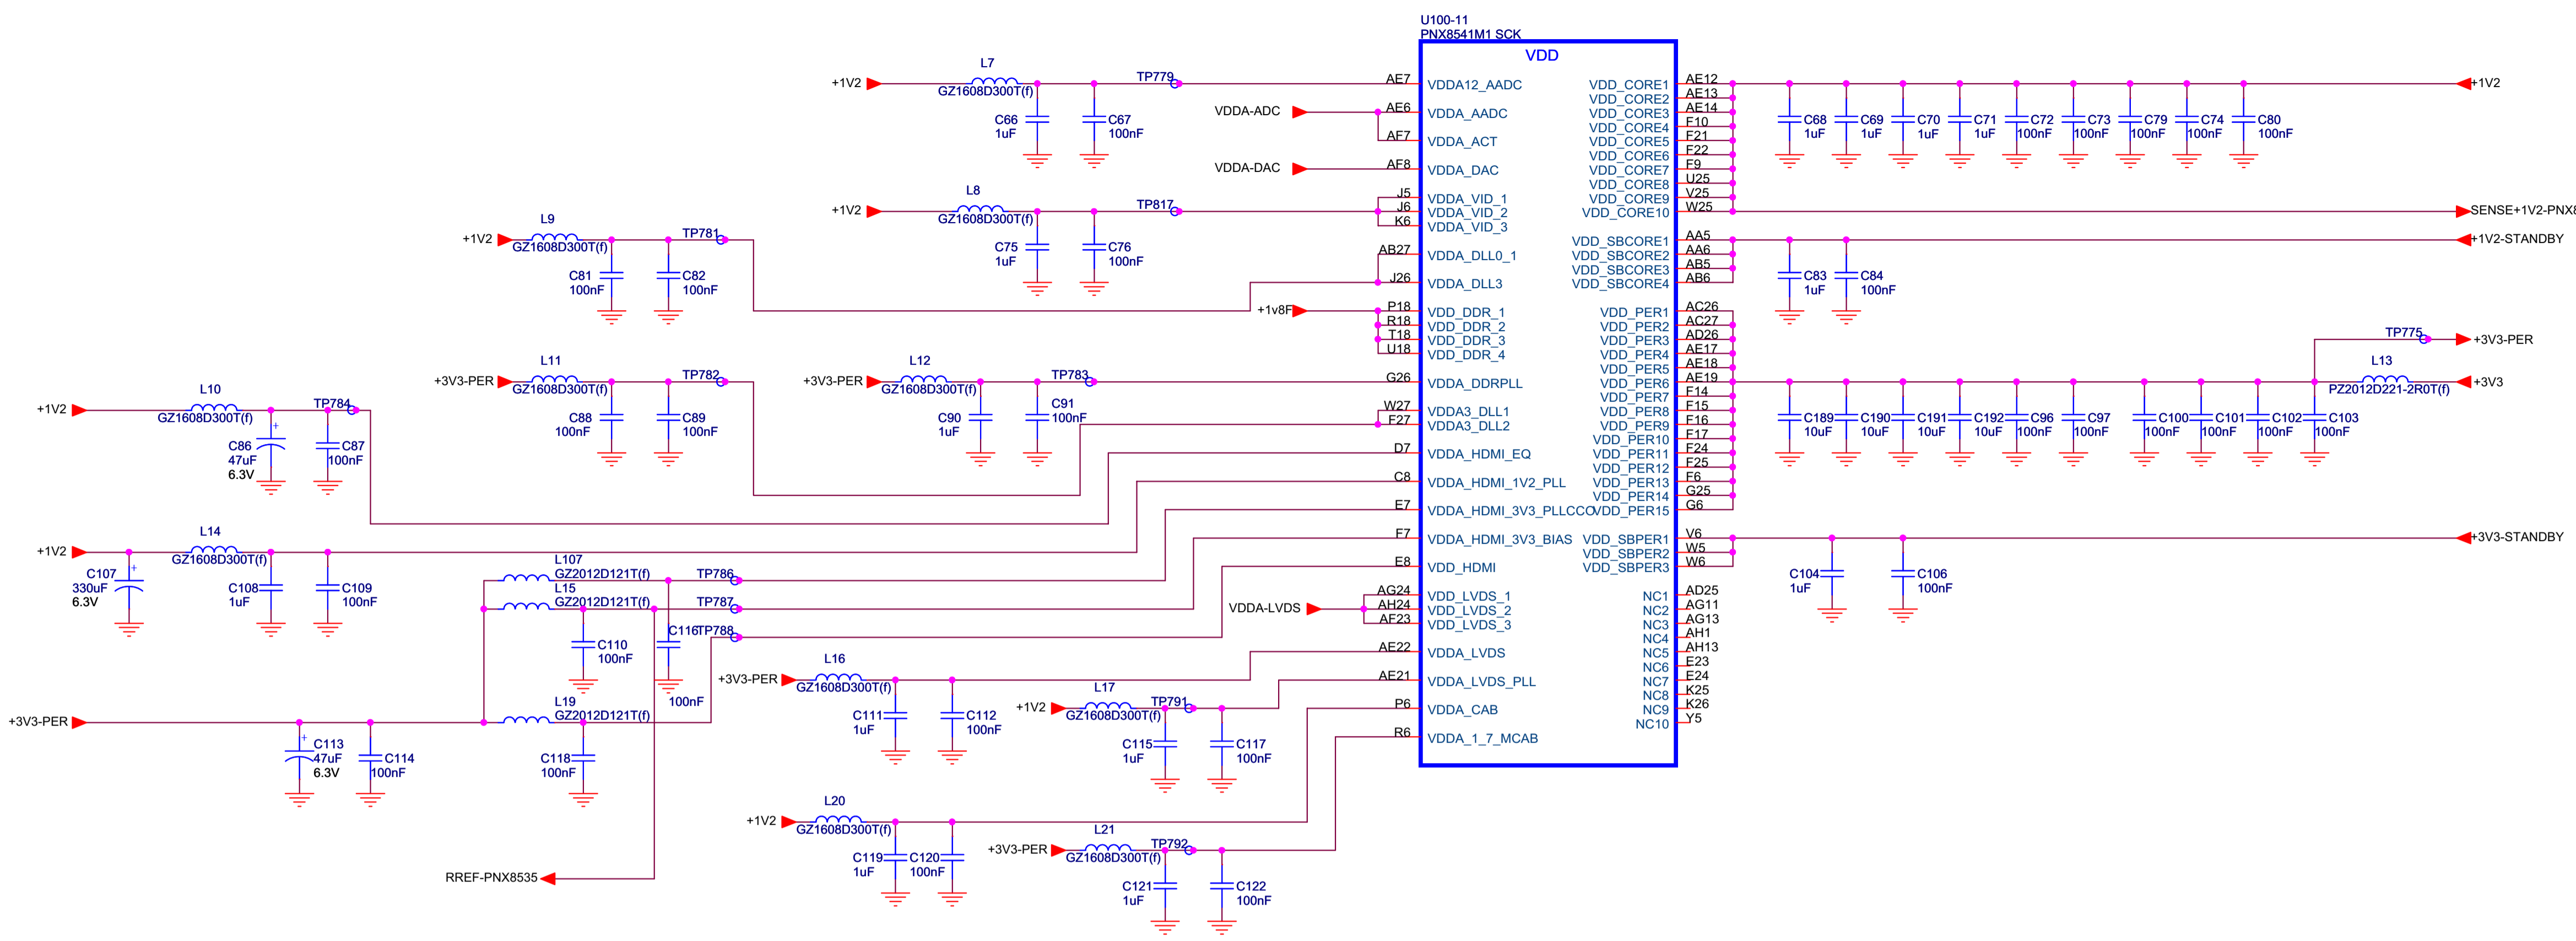 U100-11
PNX8541M1 SCK
VDD
+1V2
L7
GZ1608D300T(f)
TP779
C66
1uF
C67
100nF
VDDA-ADC
VDDA-DAC
+1V2
L8
GZ1608D300T(f)
TP817
C75
1uF
C76
100nF
+1V2
L9
GZ1608D300T(f)
TP781
C81
100nF
C82
100nF
+1v8F
+3V3-PER
L11
GZ1608D300T(f)
TP782
C88
100nF
C89
100nF
+3V3-PER
L12
GZ1608D300T(f)
TP783
C90
1uF
C91
100nF
+1V2
L10
GZ1608D300T(f)
TP784
+
C86
47uF
6.3V
C87
100nF
+1V2
L14
GZ1608D300T(f)
+
C107
330uF
6.3V
C108
1uF
C109
100nF
L107
GZ2012D121T(f)
TP786
L15
GZ2012D121T(f)
TP787
C110
100nF
C116
100nF
TP788
+3V3-PER
L19
GZ2012D121T(f)
+
C113
47uF
6.3V
C114
100nF
C118
100nF
VDDA-LVDS
+3V3-PER
L16
GZ1608D300T(f)
C111
1uF
C112
100nF
+1V2
L17
GZ1608D300T(f)
TP791
C115
1uF
C117
100nF
+1V2
L20
GZ1608D300T(f)
C119
1uF
C120
100nF
+3V3-PER
L21
GZ1608D300T(f)
TP792
C121
1uF
C122
100nF
RREF-PNX8535
AE7 VDDA12_AADC
AE6 VDDA_AADC
AF7 VDDA_ACT
AF8 VDDA_DAC
J5 VDDA_VID_1
J6 VDDA_VID_2
K6 VDDA_VID_3
AB27 VDDA_DLL0_1
J26 VDDA_DLL3
P18 VDD_DDR_1
R18 VDD_DDR_2
T18 VDD_DDR_3
U18 VDD_DDR_4
G26 VDDA_DDRPLL
W27 VDDA3_DLL1
F27 VDDA3_DLL2
D7 VDDA_HDMI_EQ
C8 VDDA_HDMI_1V2_PLL
E7 VDDA_HDMI_3V3_PLLCCO
F7 VDDA_HDMI_3V3_BIAS
E8 VDD_HDMI
AG24 VDD_LVDS_1
AH24 VDD_LVDS_2
AF23 VDD_LVDS_3
AE22 VDDA_LVDS
AE21 VDDA_LVDS_PLL
P6 VDDA_CAB
R6 VDDA_1_7_MCAB
VDD_CORE1 AE12
VDD_CORE2 AE13
VDD_CORE3 AE14
VDD_CORE4 F10
VDD_CORE5 F21
VDD_CORE6 F22
VDD_CORE7 F9
VDD_CORE8 U25
VDD_CORE9 V25
VDD_CORE10 W25
VDD_SBCORE1 AA5
VDD_SBCORE2 AA6
VDD_SBCORE3 AB5
VDD_SBCORE4 AB6
VDD_PER1 AC26
VDD_PER2 AC27
VDD_PER3 AD26
VDD_PER4 AE17
VDD_PER5 AE18
VDD_PER6 AE19
VDD_PER7 F14
VDD_PER8 F15
VDD_PER9 F16
VDD_PER10 F17
VDD_PER11 F24
VDD_PER12 F25
VDD_PER13 F6
VDD_PER14 G25
VDD_PER15 G6
VDD_SBPER1 V6
VDD_SBPER2 W5
VDD_SBPER3 W6
NC1 AD25
NC2 AG11
NC3 AG13
NC4 AH1
NC5 AH13
NC6 E23
NC7 E24
NC8 K25
NC9 K26
NC10 Y5
+1V2
C68
1uF
C69
1uF
C70
1uF
C71
1uF
C72
100nF
C73
100nF
C79
100nF
C74
100nF
C80
100nF
SENSE+1V2-PNX8
+1V2-STANDBY
C83
1uF
C84
100nF
TP775
+3V3-PER
L13
PZ2012D221-2R0T(f)
+3V3
C189
10uF
C190
10uF
C191
10uF
C192
10uF
C96
100nF
C97
100nF
C100
100nF
C101
100nF
C102
100nF
C103
100nF
+3V3-STANDBY
C104
1uF
C106
100nF